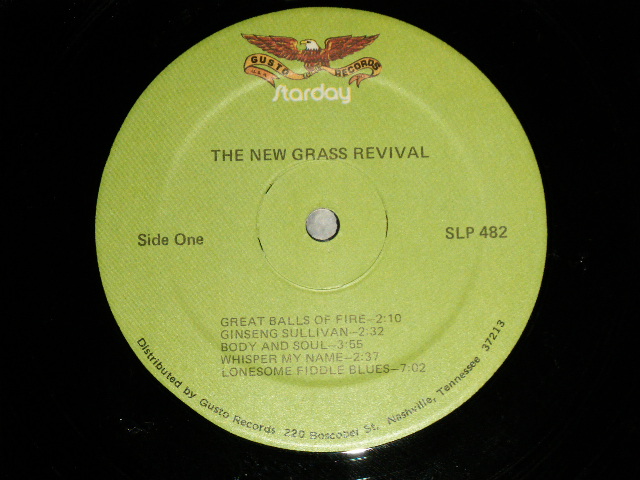 GUSTO RECORDS
U.S.A.
Starday
THE NEW GRASS REVIVAL
Side One
SLP 482
GREAT BALLS OF FIRE—2:10
GINSENG SULLIVAN—2:32
BODY AND SOUL—3:55
WHISPER MY NAME—2:37
LONESOME FIDDLE BLUES—7:02
Distributed by Gusto Records 220 Boscobel St. Nashville, Tennessee 37213